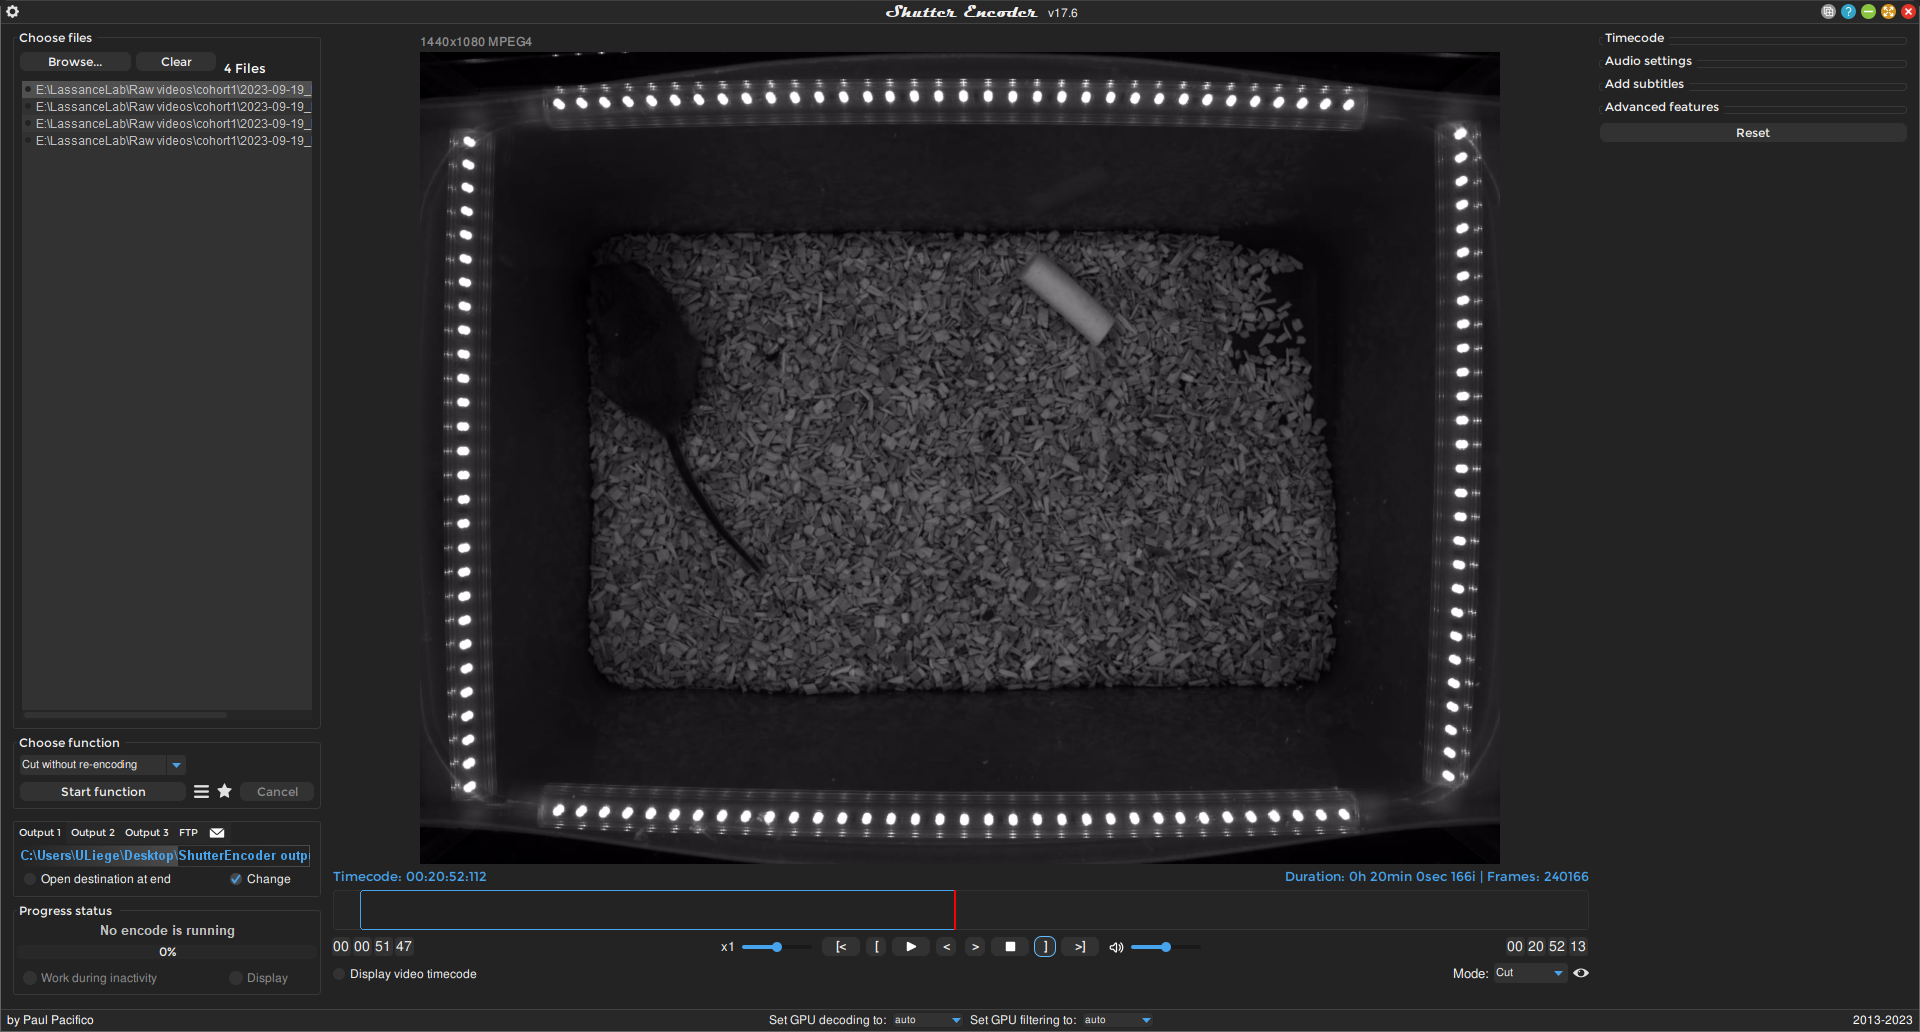 Shutter Encoder v17.6
Choose files
Browse... Clear 4 Files
E:\LassanceLab\Raw videos\cohort1\2023-09-19_
E:\LassanceLab\Raw videos\cohort1\2023-09-19_
E:\LassanceLab\Raw videos\cohort1\2023-09-19_
E:\LassanceLab\Raw videos\cohort1\2023-09-19_
Choose function
Cut without re-encoding
Start function Cancel
Output 1 Output 2 Output 3 FTP
C:\Users\ULiege\Desktop\ShutterEncoder outpu
Open destination at end Change
Progress status
No encode is running
0%
Work during inactivity Display
1440x1080 MPEG4
Timecode: 00:20:52:112
Duration: 0h 20min 0sec 166i | Frames: 240166
00 00 51 47
x1 [< [ < > ] >]
00 20 52 13
Display video timecode
Mode: Cut
Timecode
Audio settings
Add subtitles
Advanced features
Reset
by Paul Pacifico
Set GPU decoding to: auto Set GPU filtering to: auto
2013-2023